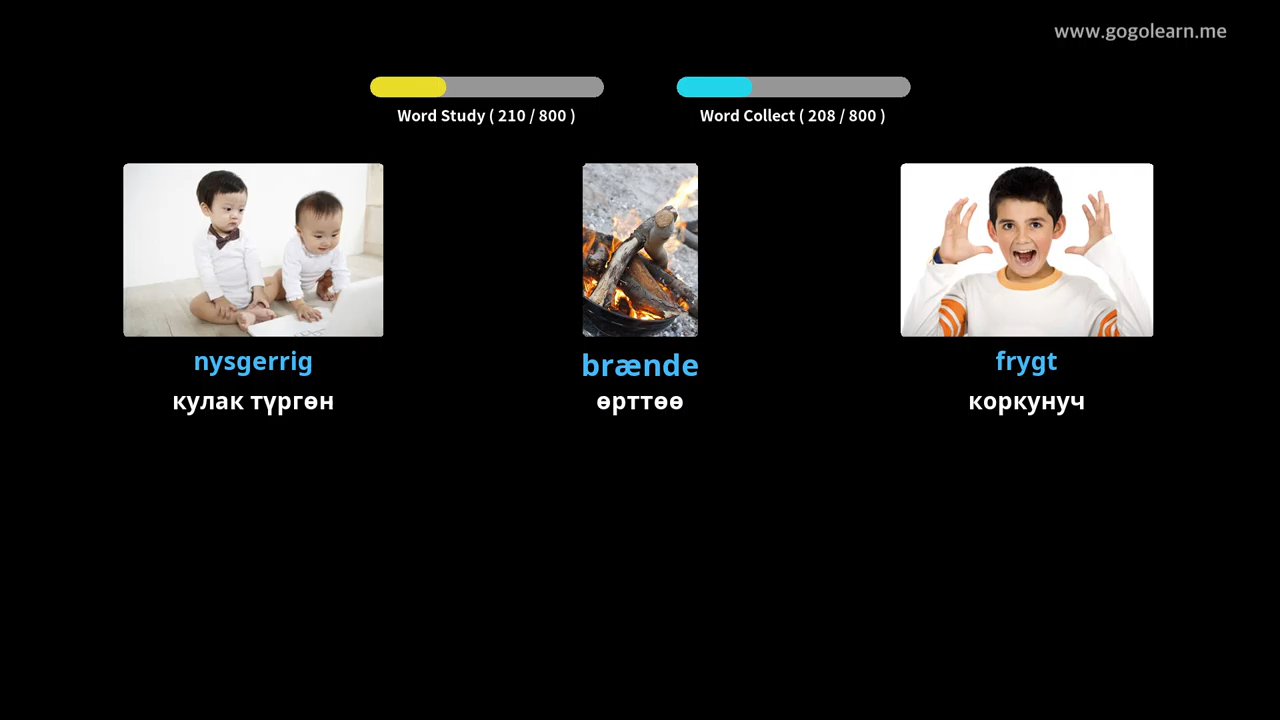 www.gogolearn.me
Word Study ( 210 / 800 )
Word Collect ( 208 / 800 )
nysgerrig
brænde
frygt
кулак түргөн
өрттөө
коркунуч